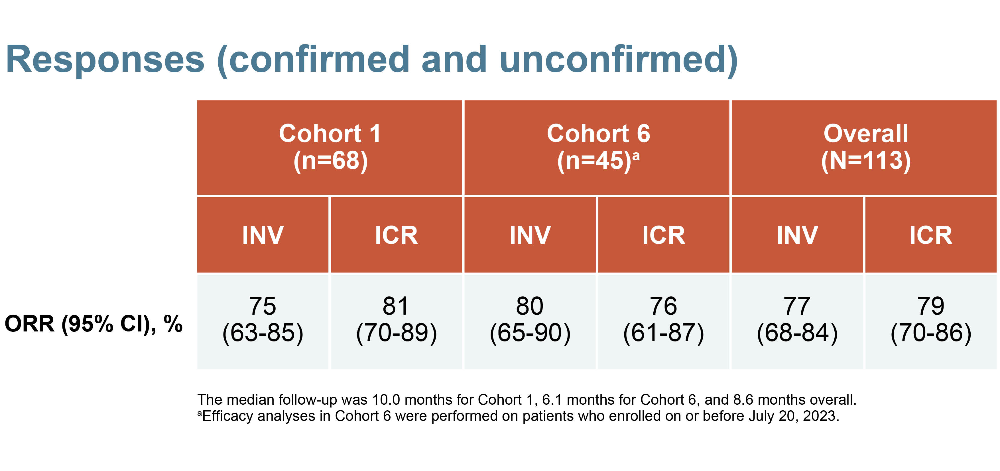 Responses (confirmed and unconfirmed)
Cohort 1
(n=68)
Cohort 6
(n=45)ᵃ
Overall
(N=113)
INV
ICR
INV
ICR
INV
ICR
ORR (95% CI), %
75
(63-85)
81
(70-89)
80
(65-90)
76
(61-87)
77
(68-84)
79
(70-86)
The median follow-up was 10.0 months for Cohort 1, 6.1 months for Cohort 6, and 8.6 months overall.
ᵃEfficacy analyses in Cohort 6 were performed on patients who enrolled on or before July 20, 2023.